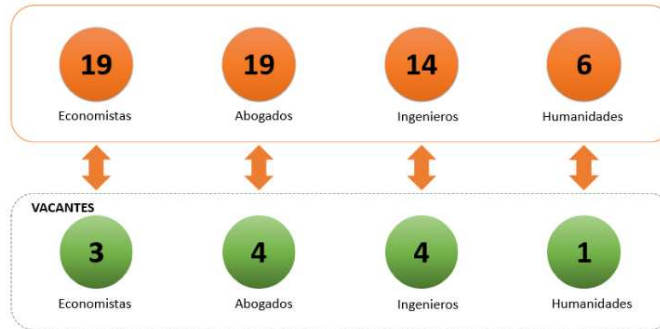 19 19 14 6
Economistas Abogados Ingenieros Humanidades
VACANTES
3 4 4 1
Economistas Abogados Ingenieros Humanidades